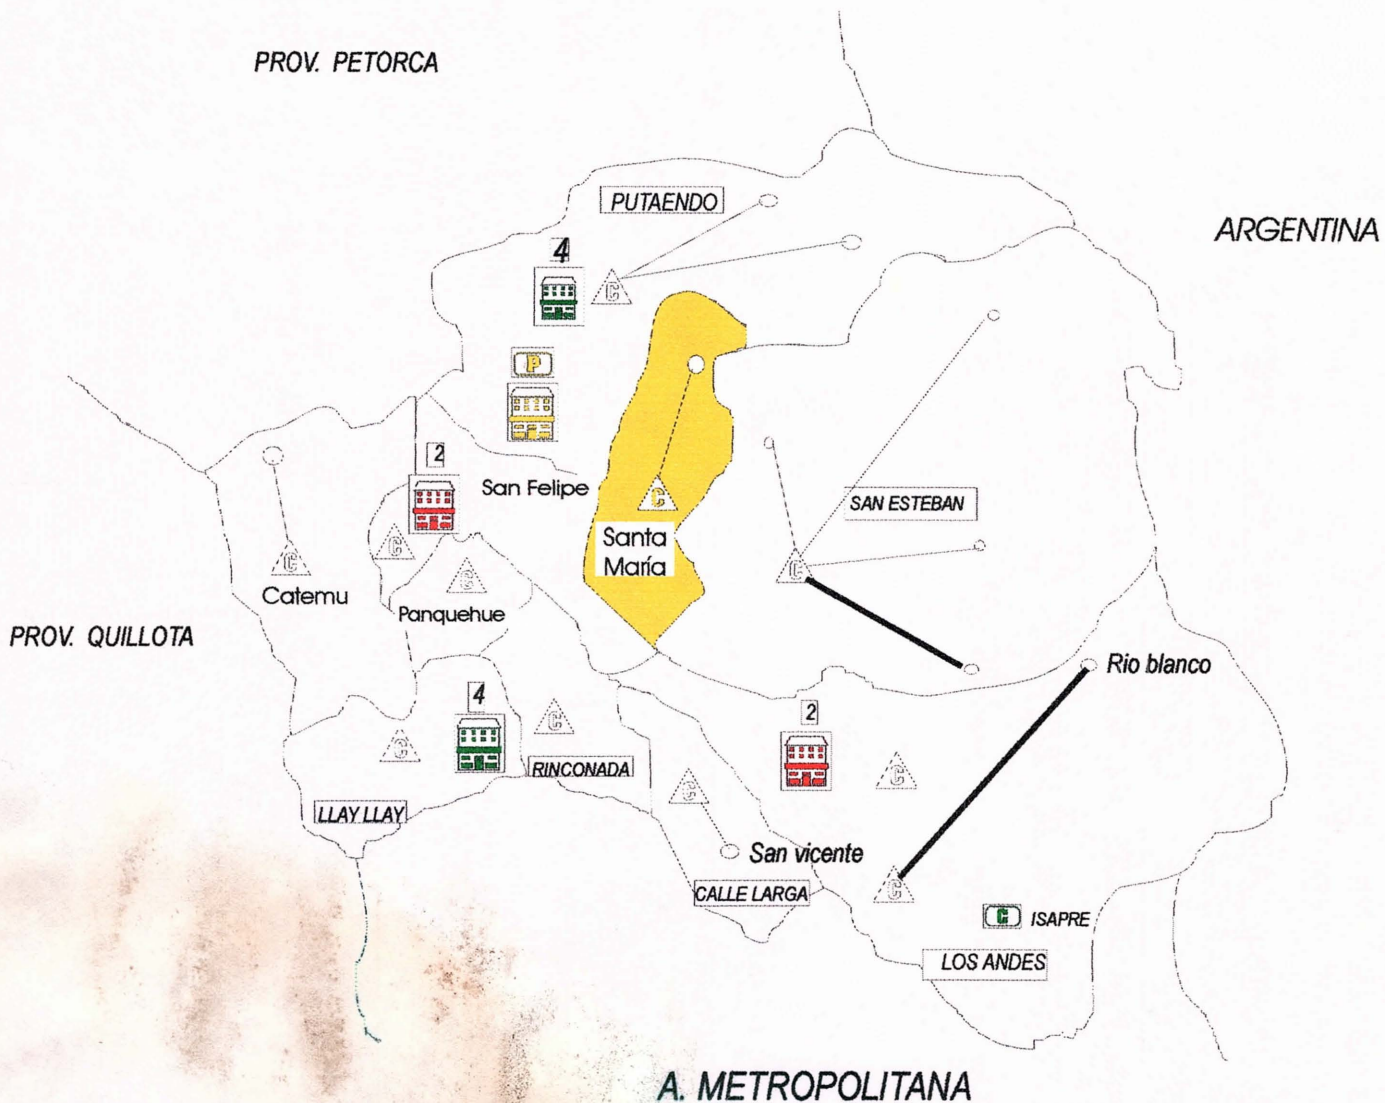 PROV. PETORCA
PUTAENDO
ARGENTINA
4
C
P
2
San Felipe
C
SAN ESTEBAN
Santa
María
C
C
C
C
Catemu
Panquehue
PROV. QUILLOTA
Rio blanco
4
C
2
C
C
RINCONADA
C
LLAY LLAY
San vicente
CALLE LARGA
C
C ISAPRE
LOS ANDES
A. METROPOLITANA